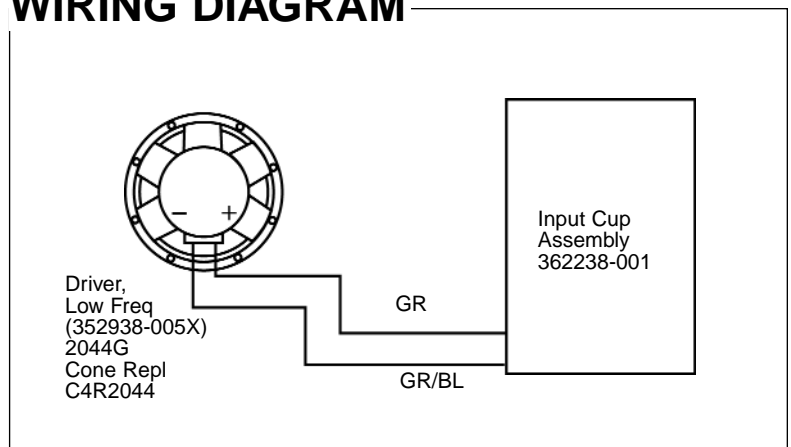 WIRING DIAGRAM
− +
Driver,
Low Freq
(352938-005X)
2044G
Cone Repl
C4R2044
GR
GR/BL
Input Cup
Assembly
362238-001